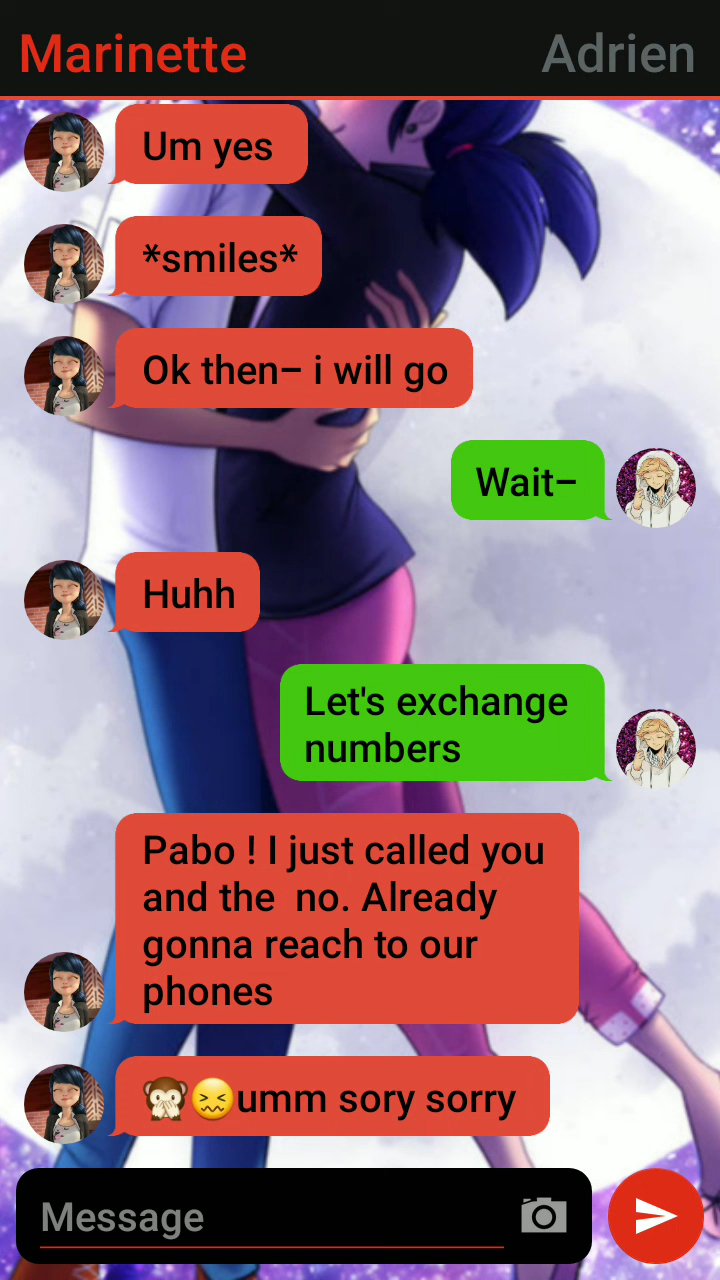 Marinette
Adrien
Um yes
*smiles*
Ok then– i will go
Wait–
Huhh
Let's exchange
numbers
Pabo ! I just called you
and the  no. Already
gonna reach to our
phones
🙊😖umm sory sorry
Message